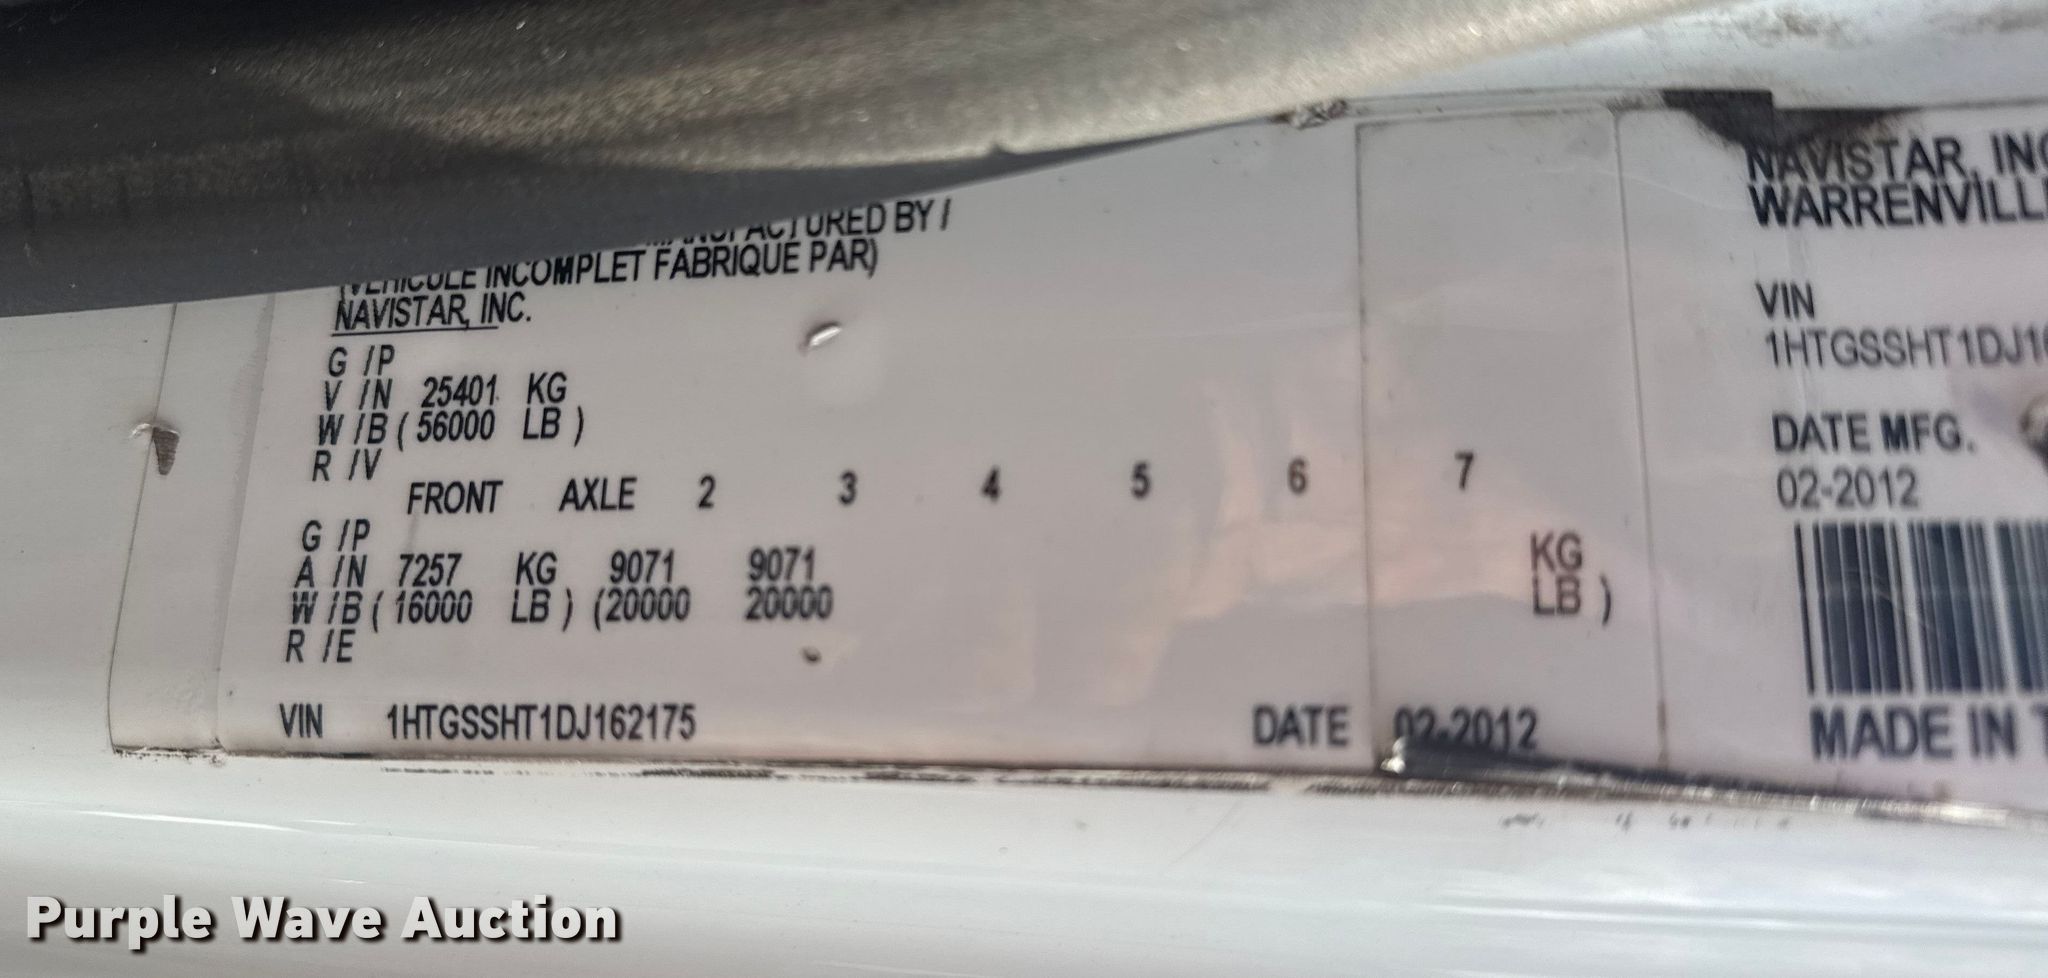 MANUFACTURED BY /
(VEHICULE INCOMPLET FABRIQUE PAR)
NAVISTAR, INC.
G /P
V /N 25401 KG
W /B ( 56000 LB )
R /V
FRONT AXLE 2 3 4 5 6 7
G /P
A /N 7257 KG 9071 9071 KG
W /B ( 16000 LB ) (20000 20000 LB )
R /E
VIN 1HTGSSHT1DJ162175 DATE 02-2012
NAVISTAR, INC
WARRENVILL
VIN
1HTGSSHT1DJ1
DATE MFG.
02-2012
MADE IN
Purple Wave Auction